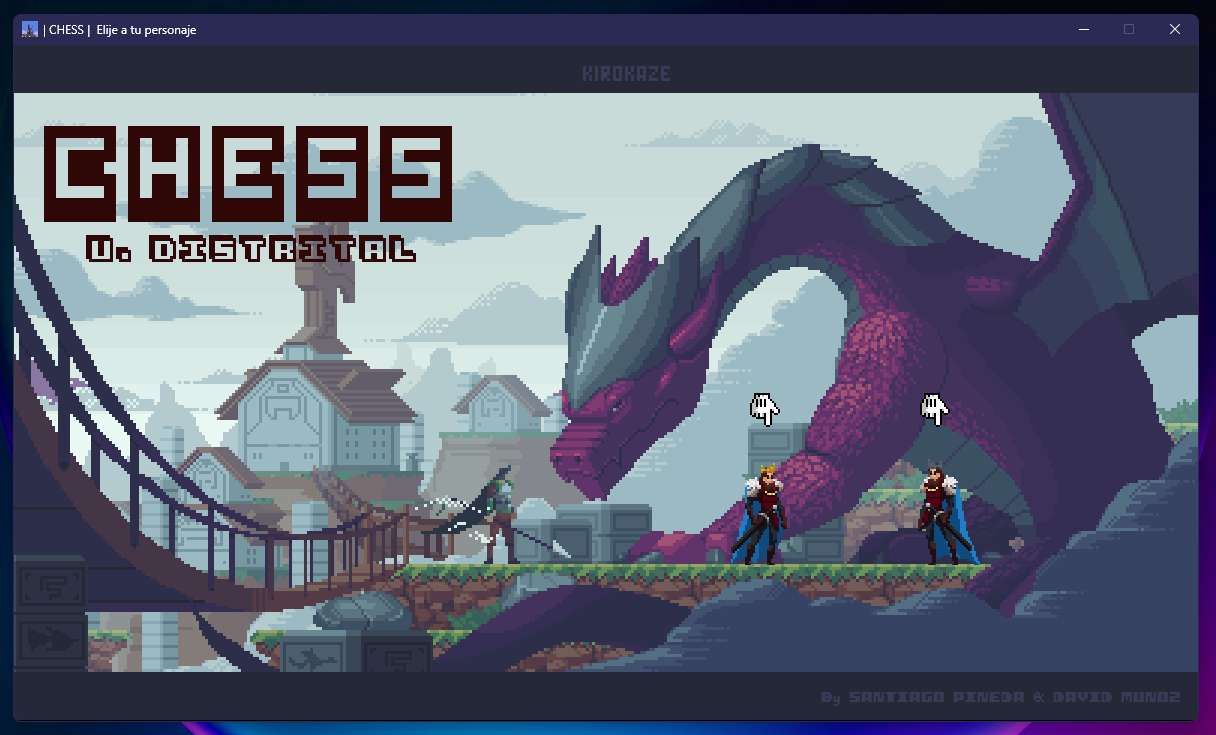 | CHESS | Elije a tu personaje
KIROKAZE
CHESS
U. DISTRITAL
By SANTIAGO PINEDA & DAVID MUNOZ